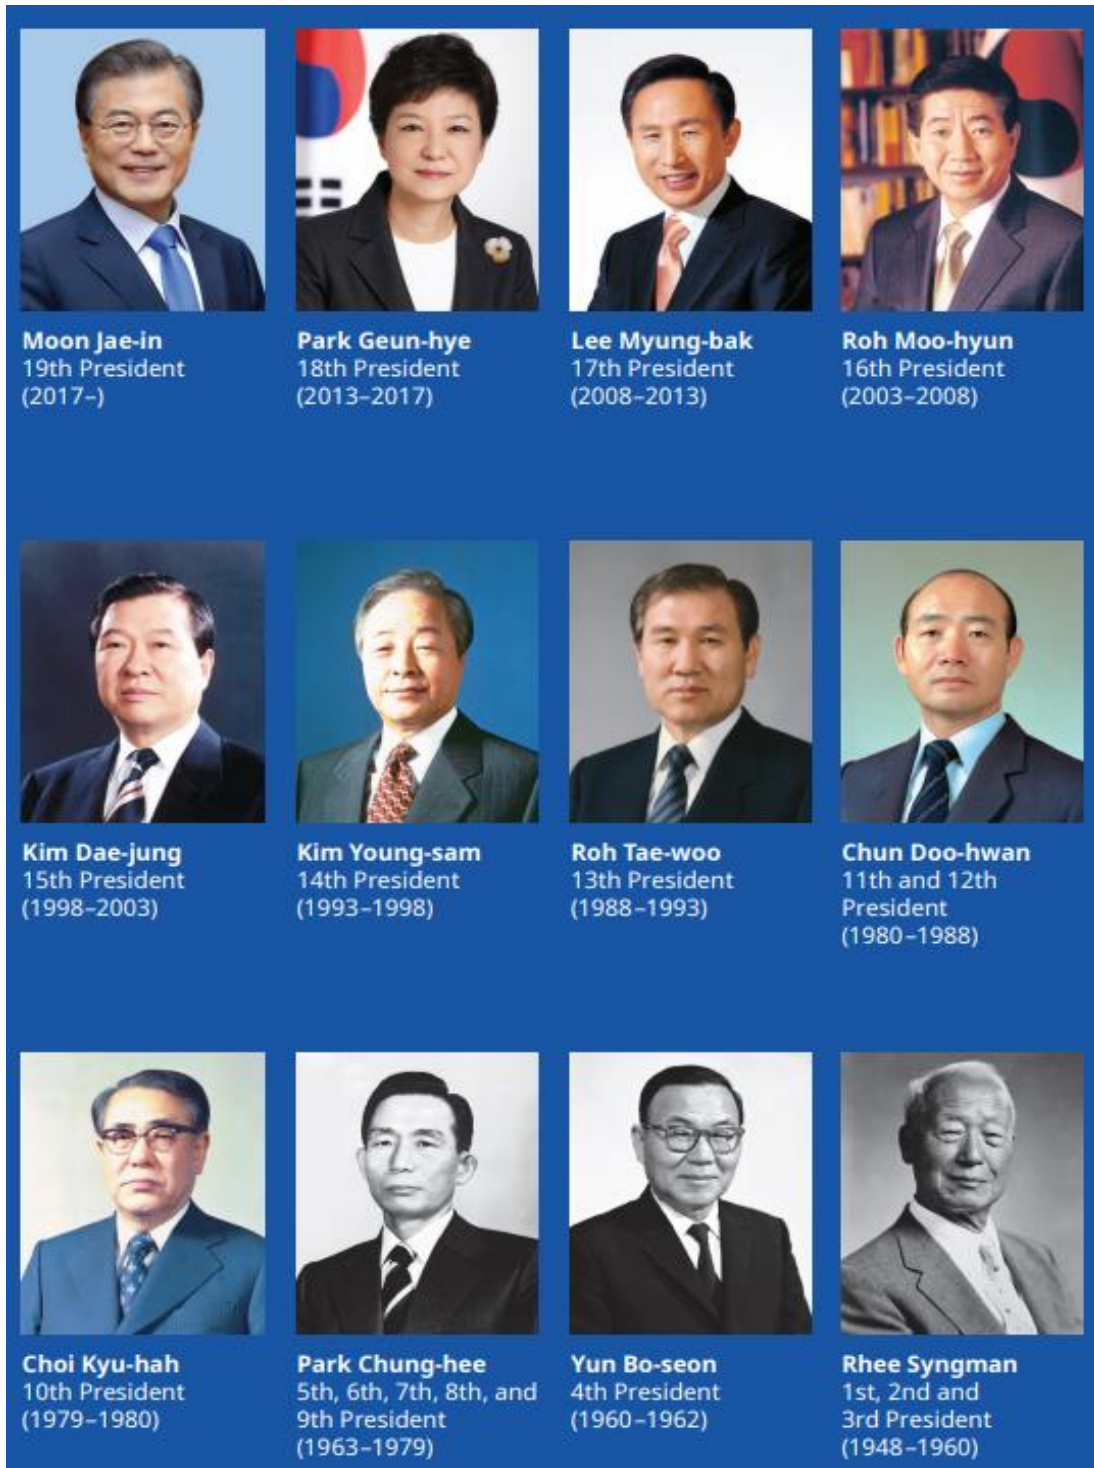 Moon Jae-in
19th President
(2017–)
Park Geun-hye
18th President
(2013–2017)
Lee Myung-bak
17th President
(2008–2013)
Roh Moo-hyun
16th President
(2003–2008)
Kim Dae-jung
15th President
(1998–2003)
Kim Young-sam
14th President
(1993–1998)
Roh Tae-woo
13th President
(1988–1993)
Chun Doo-hwan
11th and 12th
President
(1980–1988)
Choi Kyu-hah
10th President
(1979–1980)
Park Chung-hee
5th, 6th, 7th, 8th, and
9th President
(1963–1979)
Yun Bo-seon
4th President
(1960–1962)
Rhee Syngman
1st, 2nd and
3rd President
(1948–1960)